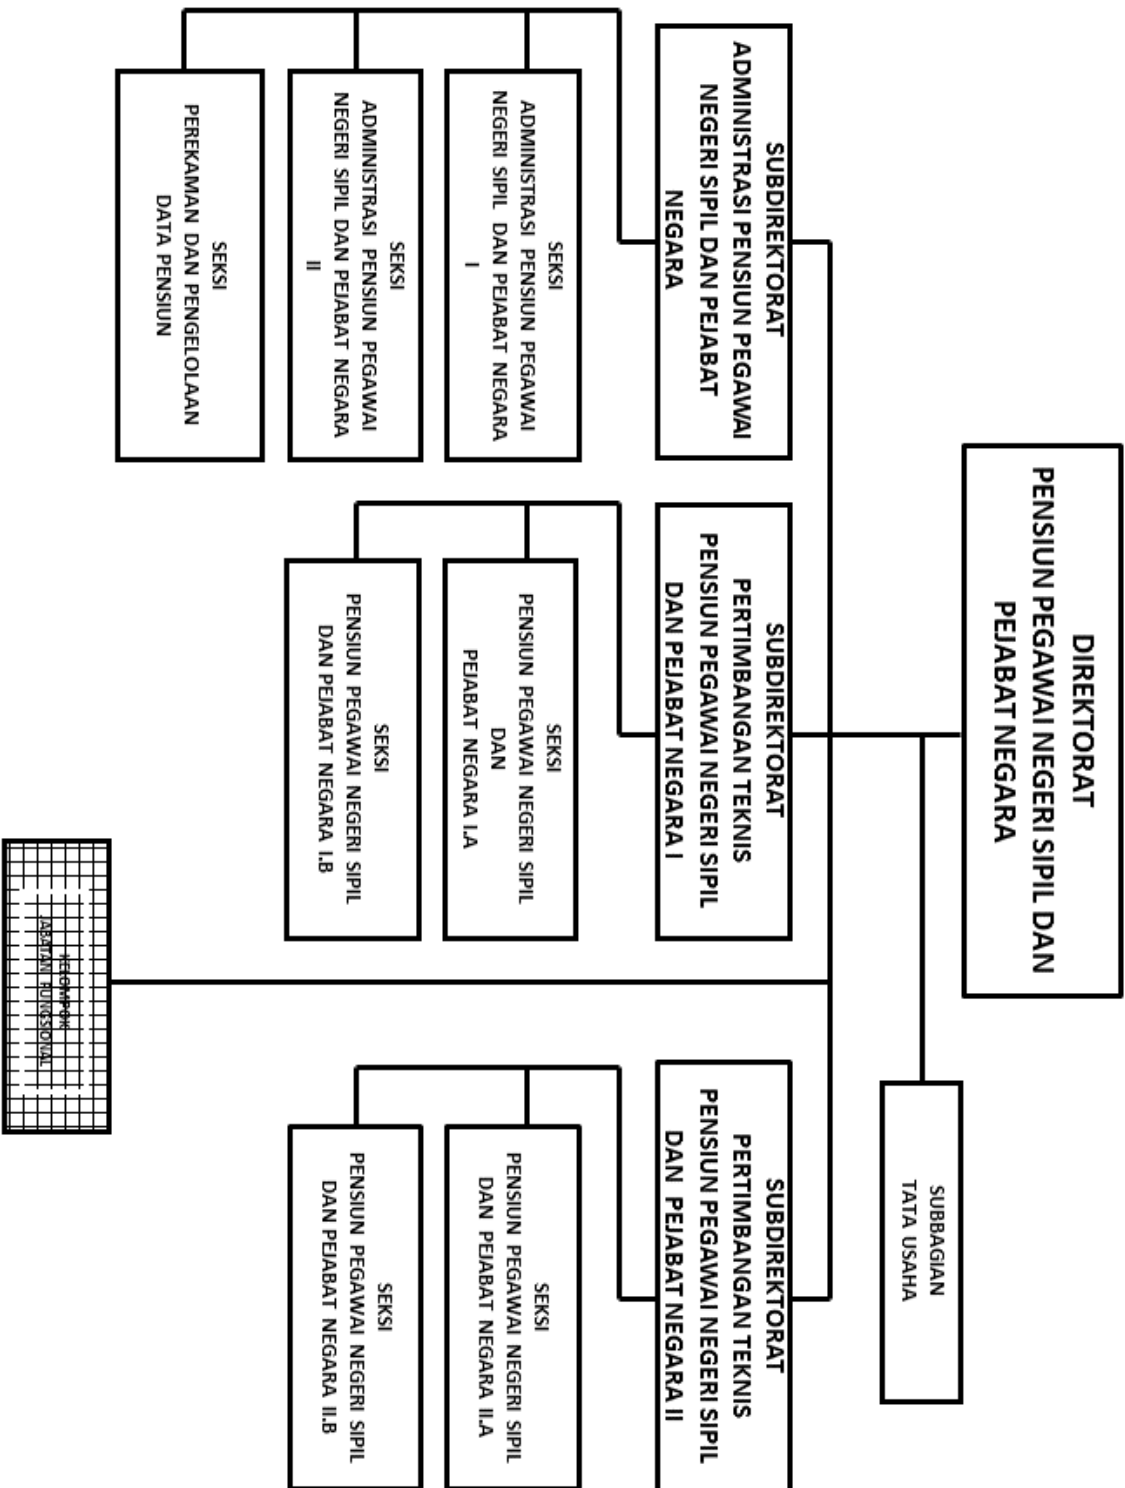 DIREKTORAT
PENSIUN PEGAWAI NEGERI SIPIL DAN
PEJABAT NEGARA
SUBBAGIAN
TATA USAHA
SUBDIREKTORAT
ADMINISTRASI PENSIUN PEGAWAI
NEGERI SIPIL DAN PEJABAT
NEGARA
SUBDIREKTORAT
PERTIMBANGAN TEKNIS
PENSIUN PEGAWAI NEGERI SIPIL
DAN PEJABAT NEGARA I
SUBDIREKTORAT
PERTIMBANGAN TEKNIS
PENSIUN PEGAWAI NEGERI SIPIL
DAN PEJABAT NEGARA II
SEKSI
ADMINISTRASI PENSIUN PEGAWAI
NEGERI SIPIL DAN PEJABAT NEGARA
I
SEKSI
PENSIUN PEGAWAI NEGERI SIPIL
DAN
PEJABAT NEGARA I.A
SEKSI
PENSIUN PEGAWAI NEGERI SIPIL
DAN PEJABAT NEGARA II.A
SEKSI
ADMINISTRASI PENSIUN PEGAWAI
NEGERI SIPIL DAN PEJABAT NEGARA
II
SEKSI
PENSIUN PEGAWAI NEGERI SIPIL
DAN PEJABAT NEGARA I.B
SEKSI
PENSIUN PEGAWAI NEGERI SIPIL
DAN PEJABAT NEGARA II.B
SEKSI
PEREKAMAN DAN PENGELOLAAN
DATA PENSIUN
KELOMPOK
JABATAN FUNGSIONAL